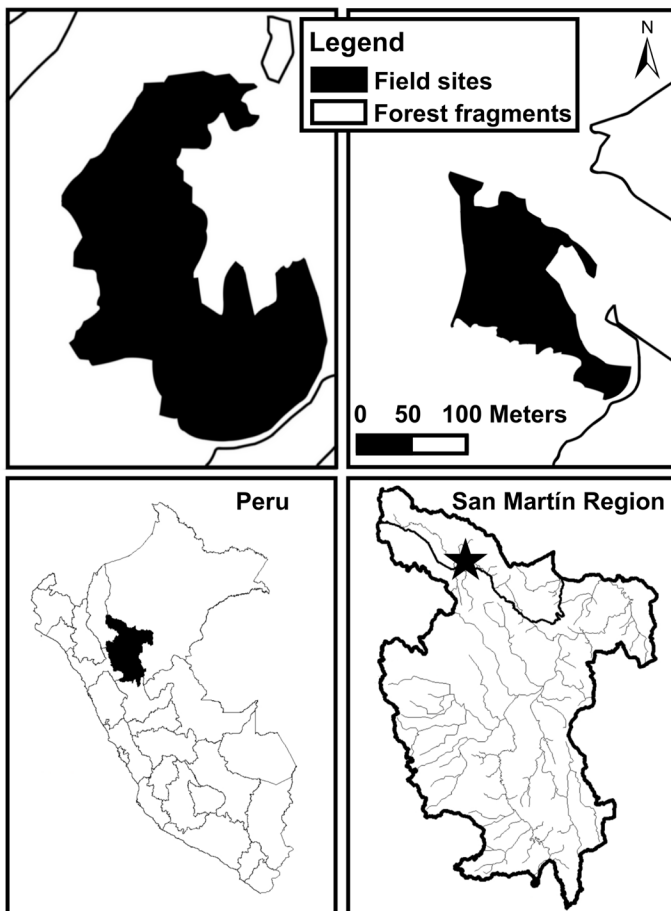 Legend
Field sites
Forest fragments
N
0 50 100 Meters
Peru
San Martín Region